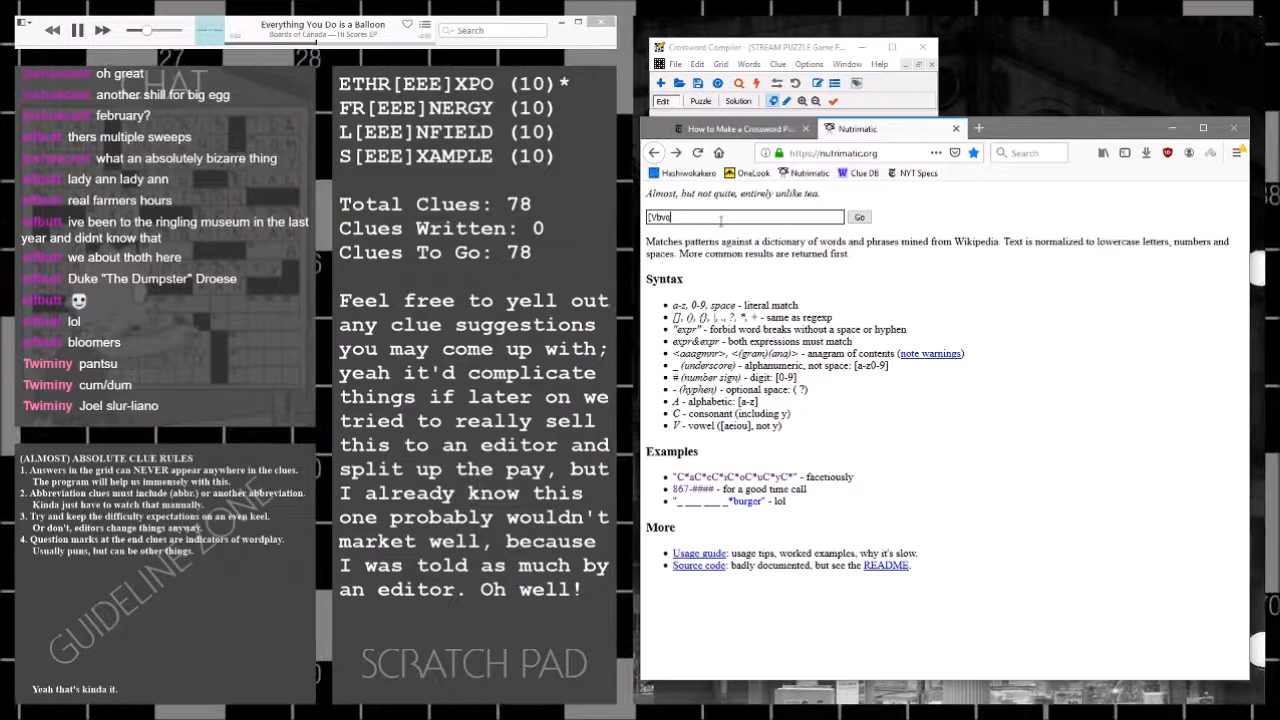 Everything You Do is a Balloon
Boards of Canada — Hi Scores EP
Search
27
28
HAT
oh great
another shill for big egg
february?
elfbutt thers multiple sweeps
what an absolutely bizarre thing
lady ann lady ann
real farmers hours
ive been to the ringling museum in the last
year and didnt know that
we about thoth here
Duke "The Dumpster" Droese
lol
bloomers
Twiminy pantsu
Twiminy cum/dum
Twiminy Joel slur-liano
(ALMOST) ABSOLUTE CLUE RULES
1. Answers in the grid can NEVER appear anywhere in the clues.
The program will help us immensely with this.
2. Abbreviation clues must include (abbr.) or another abbreviation.
Kinda just have to watch that manually.
3. Try and keep the difficulty expectations on an even keel.
Or don't, editors change things anyway.
4. Question marks at the end clues are indicators of wordplay.
Usually puns, but can be other things.
GUIDELINE ZONE
Yeah that's kinda it.
ETHR[EEE]XPO (10)*
FR[EEE]NERGY (10)
L[EEE]NFIELD (10)
S[EEE]XAMPLE (10)
Total Clues: 78
Clues Written: 0
Clues To Go: 78
Feel free to yell out
any clue suggestions
you may come up with;
yeah it'd complicate
things if later on we
tried to really sell
this to an editor and
split up the pay, but
I already know this
one probably wouldn't
market well, because
I was told as much by
an editor. Oh well!
SCRATCH PAD
Crossword Compiler - [STREAM PUZZLE Game F...
File Edit Grid Words Clue Options Window Help
Edit Puzzle Solution
How to Make a Crossword Pu
Nutrimatic
https://nutrimatic.org
Search
Hashiwokakero OneLook Nutrimatic Clue DB NYT Specs
Almost, but not quite, entirely unlike tea.
[Vbvq
Go
Matches patterns against a dictionary of words and phrases mined from Wikipedia. Text is normalized to lowercase letters, numbers and
spaces. More common results are returned first.
Syntax
a-z, 0-9, space - literal match
[], (), {}, |, ., ?, *, + - same as regexp
"expr" - forbid word breaks without a space or hyphen
expr&expr - both expressions must match
<aaagmnr>, <(gram)(ana)> - anagram of contents (note warnings)
_ (underscore) - alphanumeric, not space: [a-z0-9]
# (number sign) - digit: [0-9]
- (hyphen) - optional space: ( ?)
A - alphabetic: [a-z]
C - consonant (including y)
V - vowel ([aeiou], not y)
Examples
"C*aC*eC*iC*oC*uC*yC*" - facetiously
867-#### - for a good time call
"_ ___ ___ _*burger" - lol
More
Usage guide: usage tips, worked examples, why it's slow.
Source code: badly documented, but see the README.